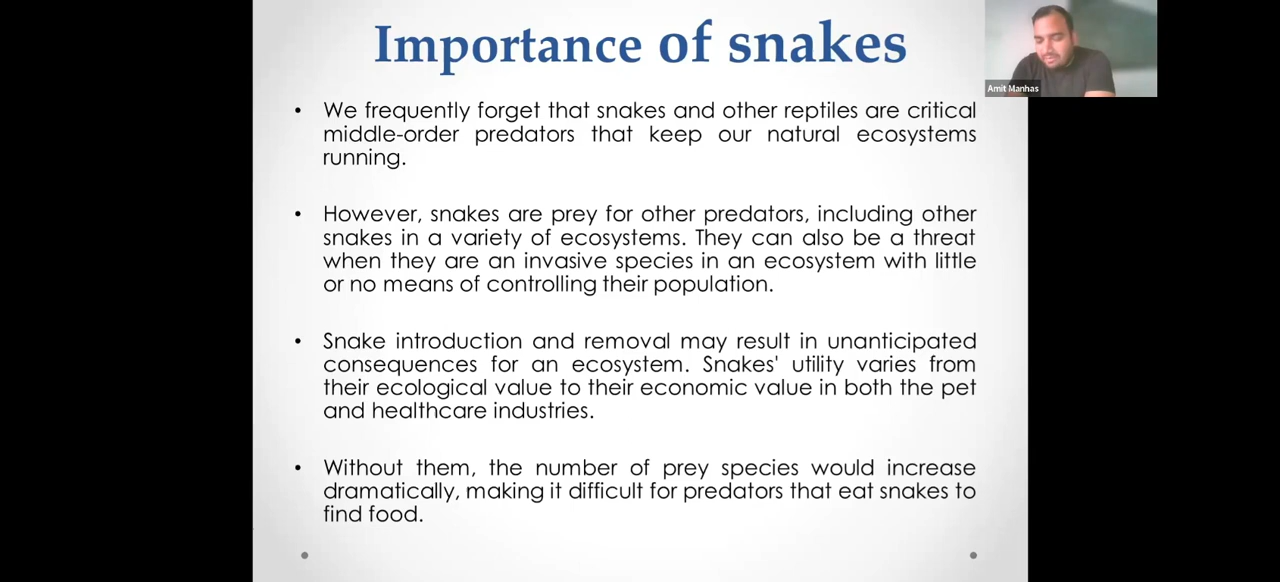 Importance of snakes
Amit Manhas
• We frequently forget that snakes and other reptiles are critical
middle-order predators that keep our natural ecosystems
running.
• However, snakes are prey for other predators, including other
snakes in a variety of ecosystems. They can also be a threat
when they are an invasive species in an ecosystem with little
or no means of controlling their population.
• Snake introduction and removal may result in unanticipated
consequences for an ecosystem. Snakes' utility varies from
their ecological value to their economic value in both the pet
and healthcare industries.
• Without them, the number of prey species would increase
dramatically, making it difficult for predators that eat snakes to
find food.